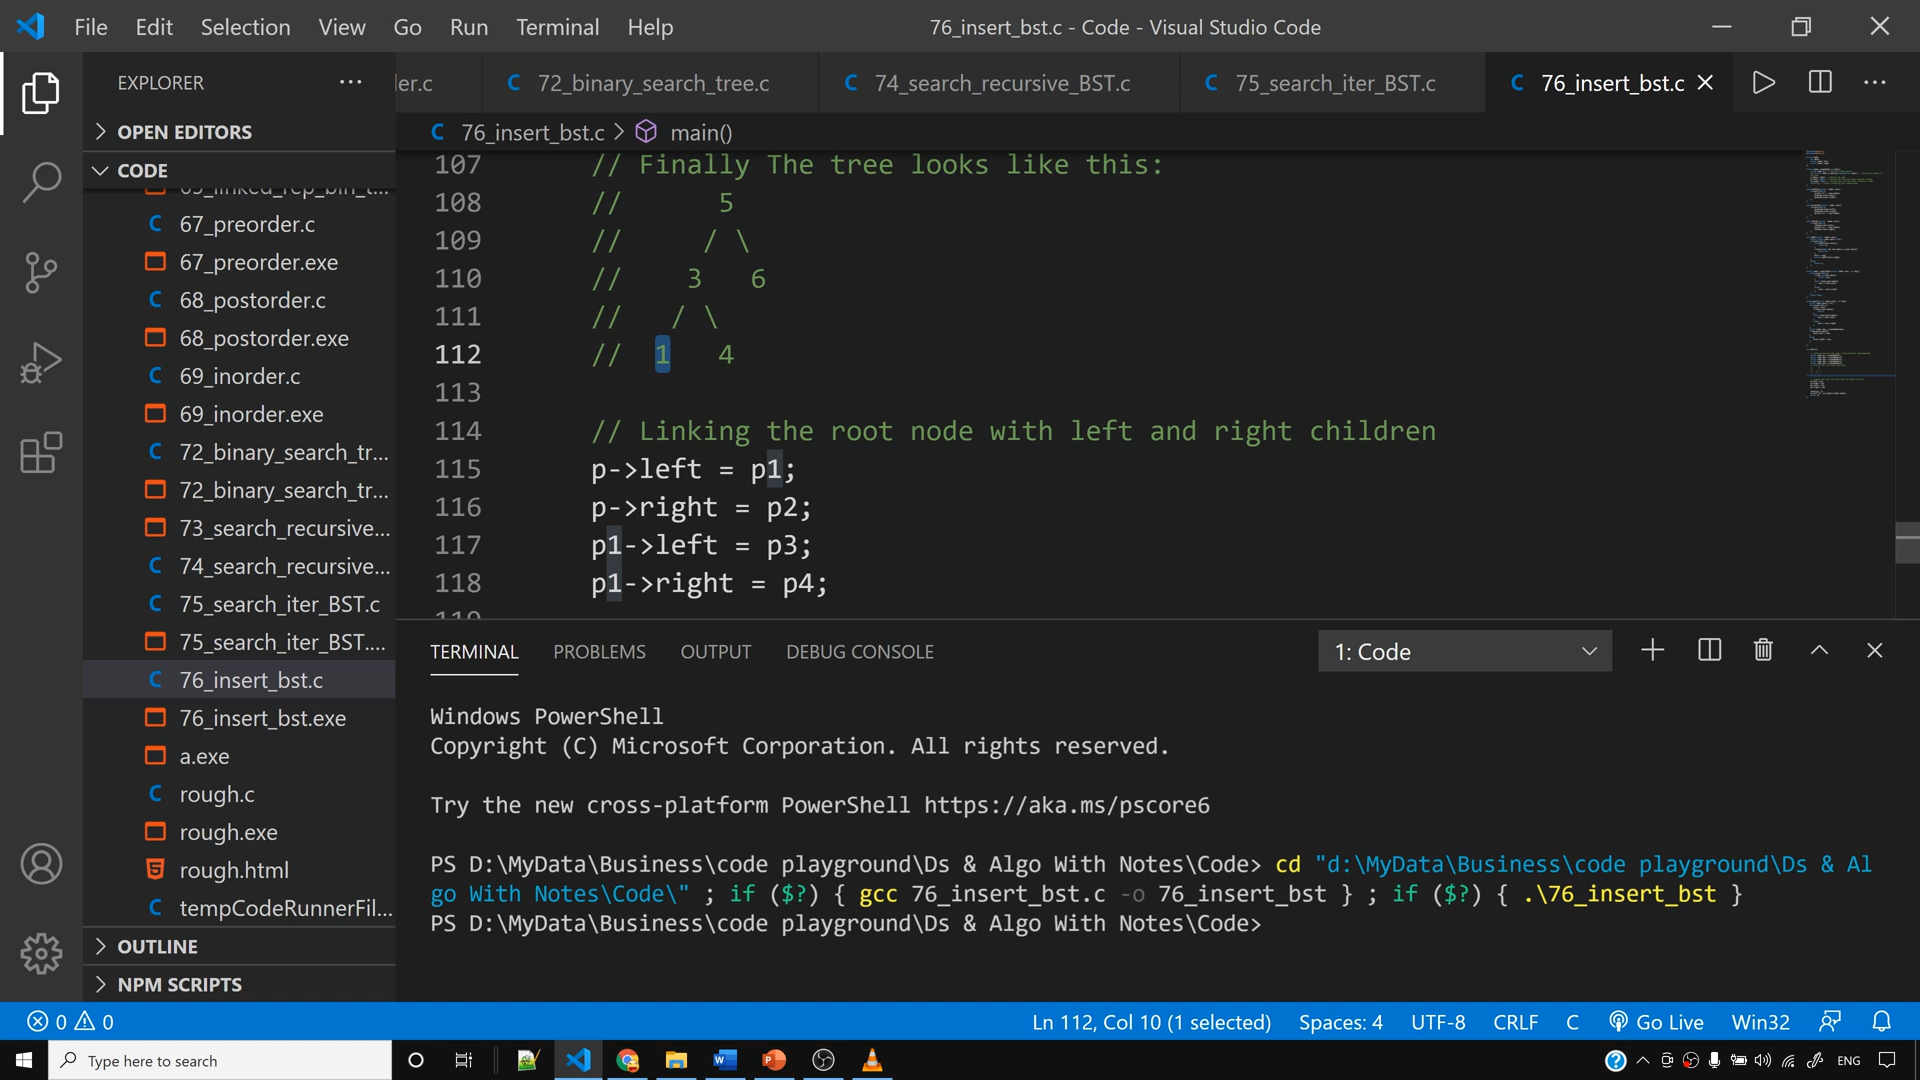 File Edit Selection View Go Run Terminal Help
76_insert_bst.c - Code - Visual Studio Code
EXPLORER
der.c
72_binary_search_tree.c
74_search_recursive_BST.c
75_search_iter_BST.c
76_insert_bst.c
OPEN EDITORS
76_insert_bst.c > main()
CODE
67_preorder.c
67_preorder.exe
68_postorder.c
68_postorder.exe
69_inorder.c
69_inorder.exe
72_binary_search_tr...
72_binary_search_tr...
73_search_recursive...
74_search_recursive...
75_search_iter_BST.c
75_search_iter_BST....
76_insert_bst.c
76_insert_bst.exe
a.exe
rough.c
rough.exe
rough.html
tempCodeRunnerFil...
OUTLINE
NPM SCRIPTS
107 // Finally The tree looks like this:
108 // 5
109 // / \
110 // 3 6
111 // / \
112 // 1 4
113
114 // Linking the root node with left and right children
115 p->left = p1;
116 p->right = p2;
117 p1->left = p3;
118 p1->right = p4;
119
TERMINAL PROBLEMS OUTPUT DEBUG CONSOLE
1: Code
Windows PowerShell
Copyright (C) Microsoft Corporation. All rights reserved.
Try the new cross-platform PowerShell https://aka.ms/pscore6
PS D:\MyData\Business\code playground\Ds & Algo With Notes\Code> cd "d:\MyData\Business\code playground\Ds & Al
go With Notes\Code\" ; if ($?) { gcc 76_insert_bst.c -o 76_insert_bst } ; if ($?) { .\76_insert_bst }
PS D:\MyData\Business\code playground\Ds & Algo With Notes\Code>
0 0
Ln 112, Col 10 (1 selected) Spaces: 4 UTF-8 CRLF C Go Live Win32
Type here to search
ENG